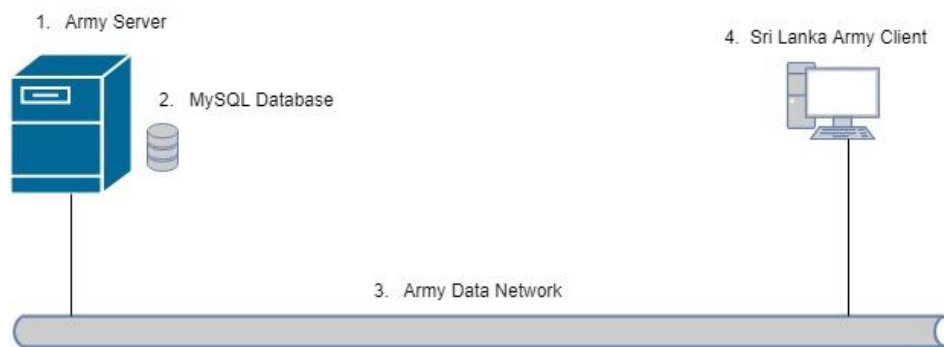 1. Army Server
2. MySQL Database
3. Army Data Network
4. Sri Lanka Army Client